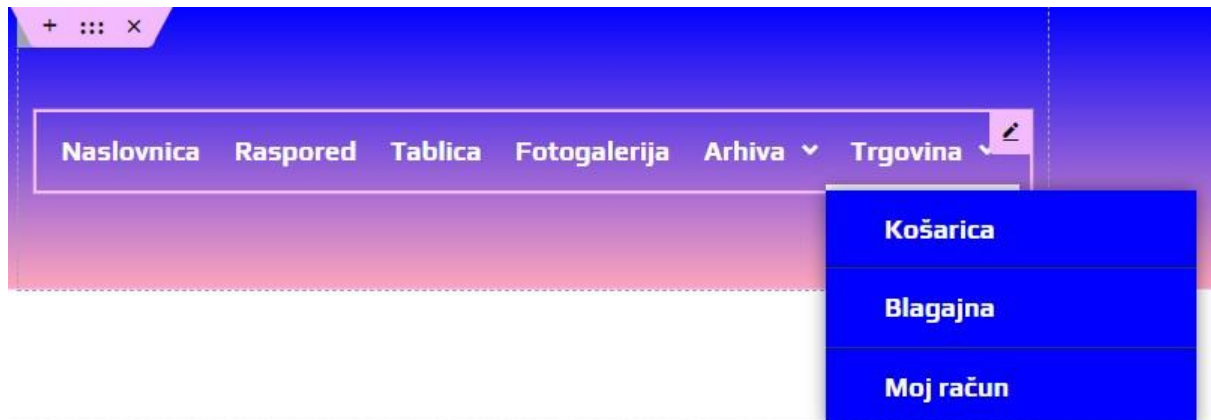 Naslovnica Raspored Tablica Fotogalerija Arhiva Trgovina
Košarica
Blagajna
Moj račun